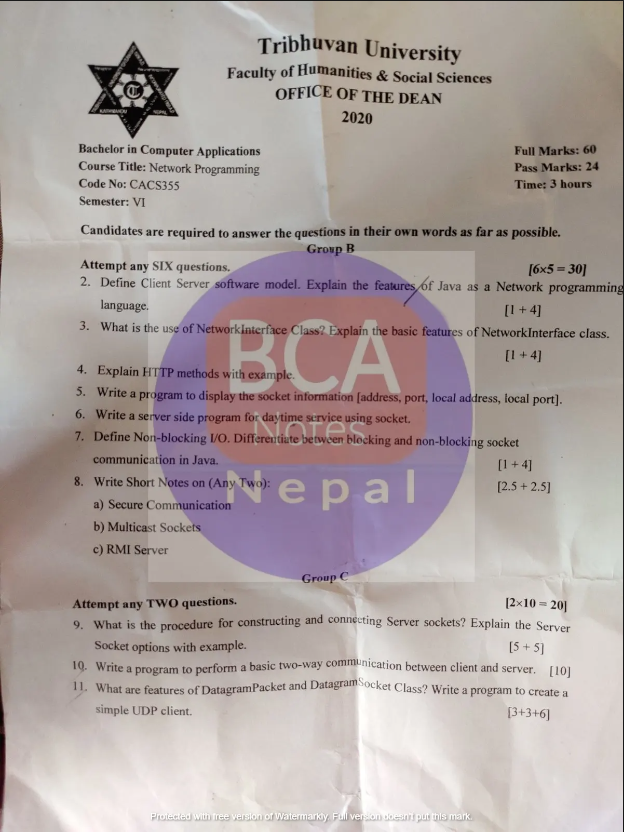 Tribhuvan University
Faculty of Humanities & Social Sciences
OFFICE OF THE DEAN
2020
Bachelor in Computer Applications
Full Marks: 60
Course Title: Network Programming
Pass Marks: 24
Code No: CACS355
Time: 3 hours
Semester: VI
Candidates are required to answer the questions in their own words as far as possible.
Group B
Attempt any SIX questions. [6×5 = 30]
2. Define Client Server software model. Explain the features of Java as a Network programming
language. [1 + 4]
3. What is the use of NetworkInterface Class? Explain the basic features of NetworkInterface class.
[1 + 4]
4. Explain HTTP methods with example.
5. Write a program to display the socket information [address, port, local address, local port].
6. Write a server side program for daytime service using socket.
7. Define Non-blocking I/O. Differentiate between blocking and non-blocking socket
communication in Java. [1 + 4]
8. Write Short Notes on (Any Two): [2.5 + 2.5]
a) Secure Communication
b) Multicast Sockets
c) RMI Server
BCA
Notes
Nepal
Group C
Attempt any TWO questions. [2×10 = 20]
9. What is the procedure for constructing and connecting Server sockets? Explain the Server
Socket options with example. [5 + 5]
10. Write a program to perform a basic two-way communication between client and server. [10]
11. What are features of DatagramPacket and DatagramSocket Class? Write a program to create a
simple UDP client. [3+3+6]
Protected with free version of Watermarkly. Full version doesn't put this mark.